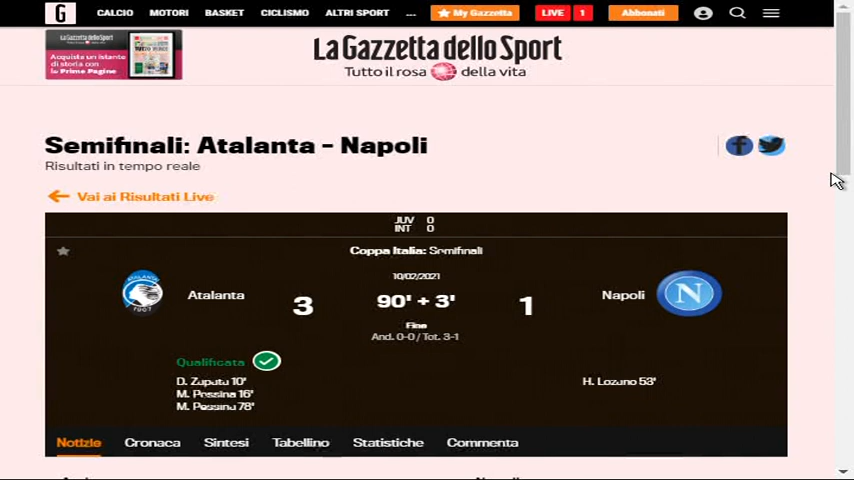 G CALCIO MOTORI BASKET CICLISMO ALTRI SPORT ... My Gazzetta LIVE 1 Abbonati
La Gazzetta dello Sport
Acquista un istante
di storia con
le Prime Pagine
La Gazzetta dello Sport
Tutto il rosa della vita
Semifinali: Atalanta - Napoli
Risultati in tempo reale
Vai ai Risultati Live
JUV 0
INT 0
Coppa Italia: Semifinali
10/02/2021
Atalanta 3 90' + 3' 1 Napoli
Fine
And. 0-0 / Tot. 3-1
Qualificata
D. Zapata 10'
M. Pessina 16'
M. Pessina 78'
H. Lozano 53'
Notizie Cronaca Sintesi Tabellino Statistiche Commenta